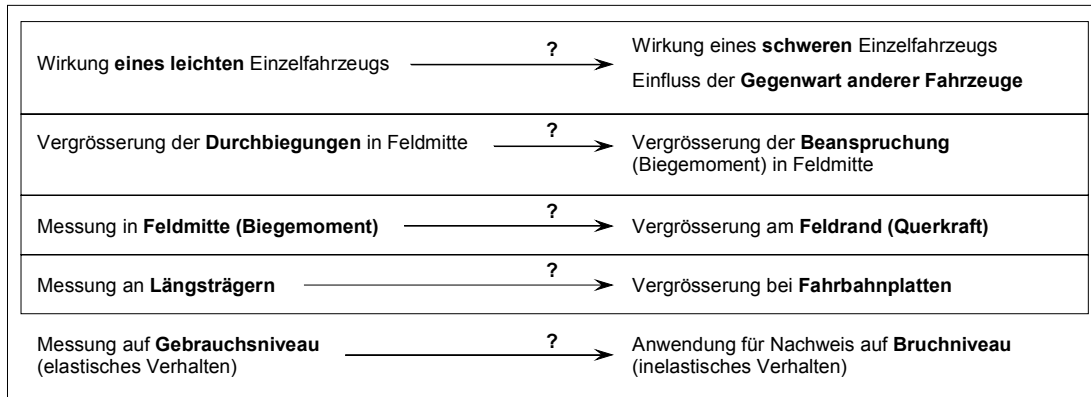 Wirkung eines leichten Einzelfahrzeugs
?
Wirkung eines schweren Einzelfahrzeugs
Einfluss der Gegenwart anderer Fahrzeuge
Vergrösserung der Durchbiegungen in Feldmitte
?
Vergrösserung der Beanspruchung
(Biegemoment) in Feldmitte
Messung in Feldmitte (Biegemoment)
?
Vergrösserung am Feldrand (Querkraft)
Messung an Längsträgern
?
Vergrösserung bei Fahrbahnplatten
Messung auf Gebrauchsniveau
(elastisches Verhalten)
?
Anwendung für Nachweis auf Bruchniveau
(inelastisches Verhalten)